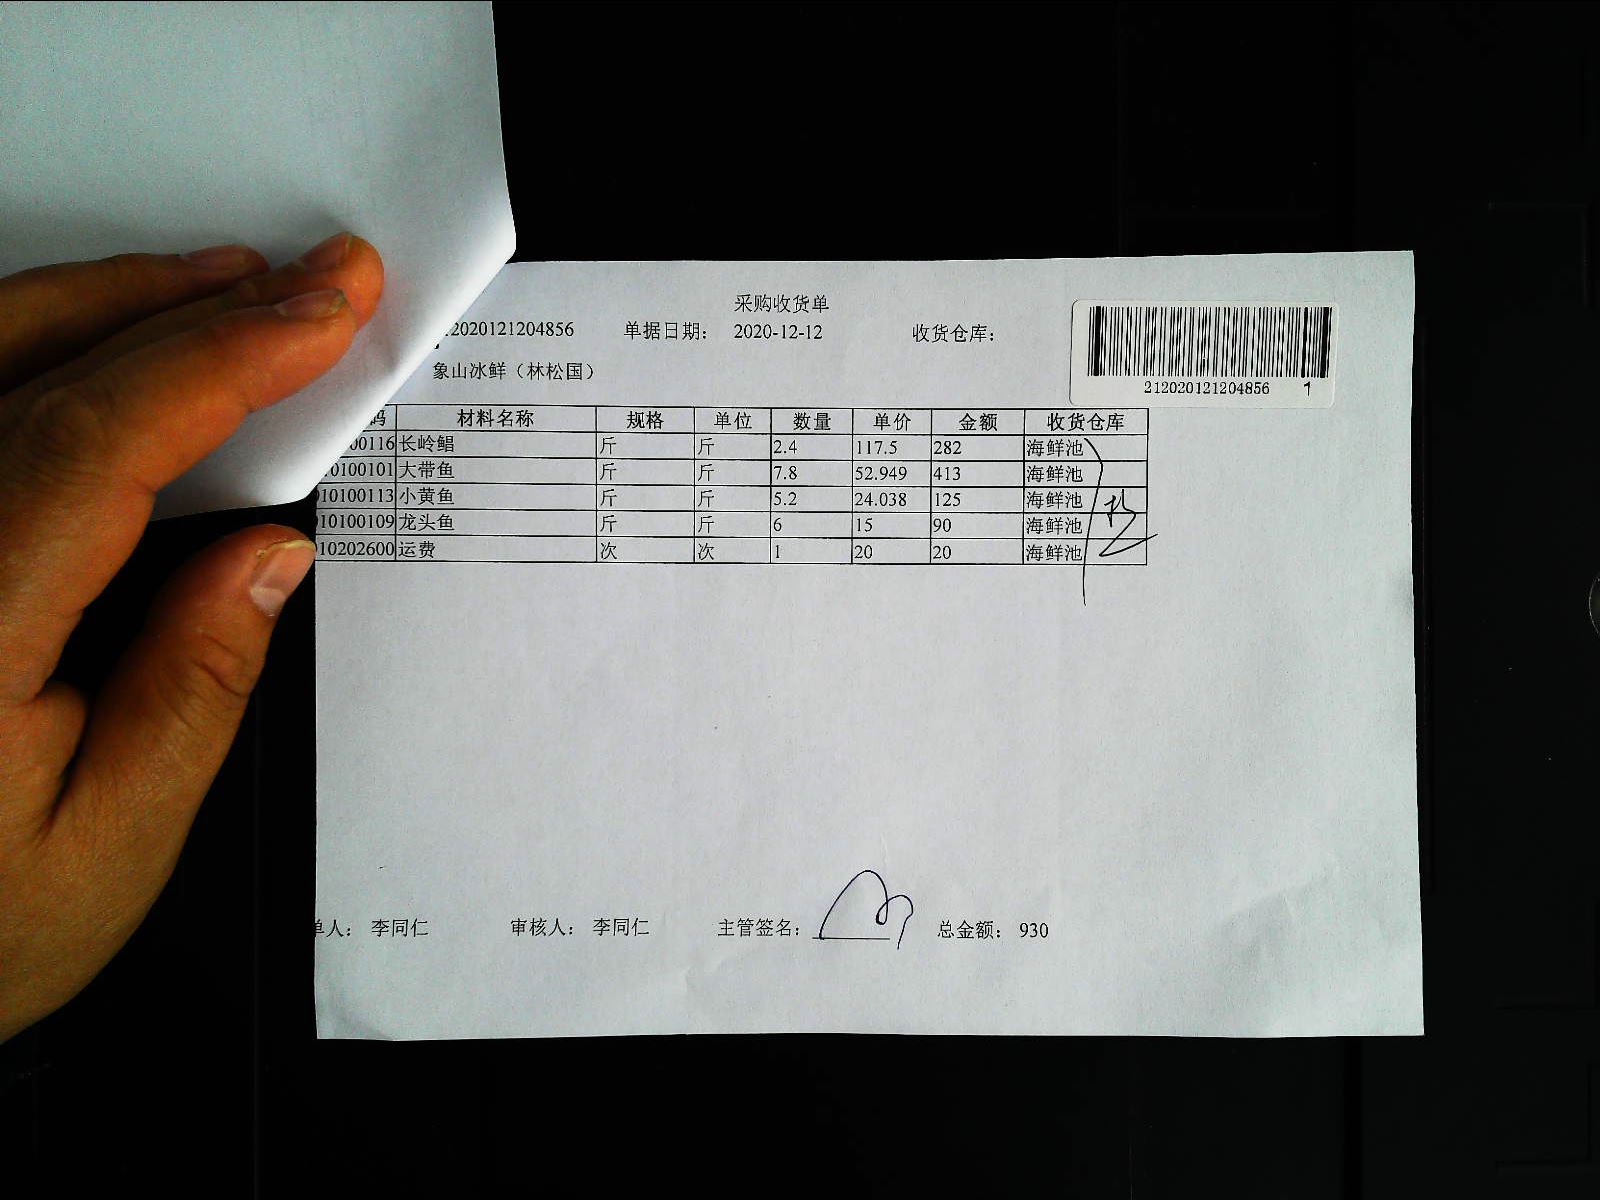 采购收货单
2020121204856 单据日期: 2020-12-12 收货仓库:
象山冰鲜（林松国）
212020121204856 1
码 材料名称 规格 单位 数量 单价 金额 收货仓库
00116 长岭鲳 斤 斤 2.4 117.5 282 海鲜池
10100101 大带鱼 斤 斤 7.8 52.949 413 海鲜池
10100113 小黄鱼 斤 斤 5.2 24.038 125 海鲜池
10100109 龙头鱼 斤 斤 6 15 90 海鲜池
10202600 运费 次 次 1 20 20 海鲜池
单人: 李同仁 审核人: 李同仁 主管签名: 总金额: 930